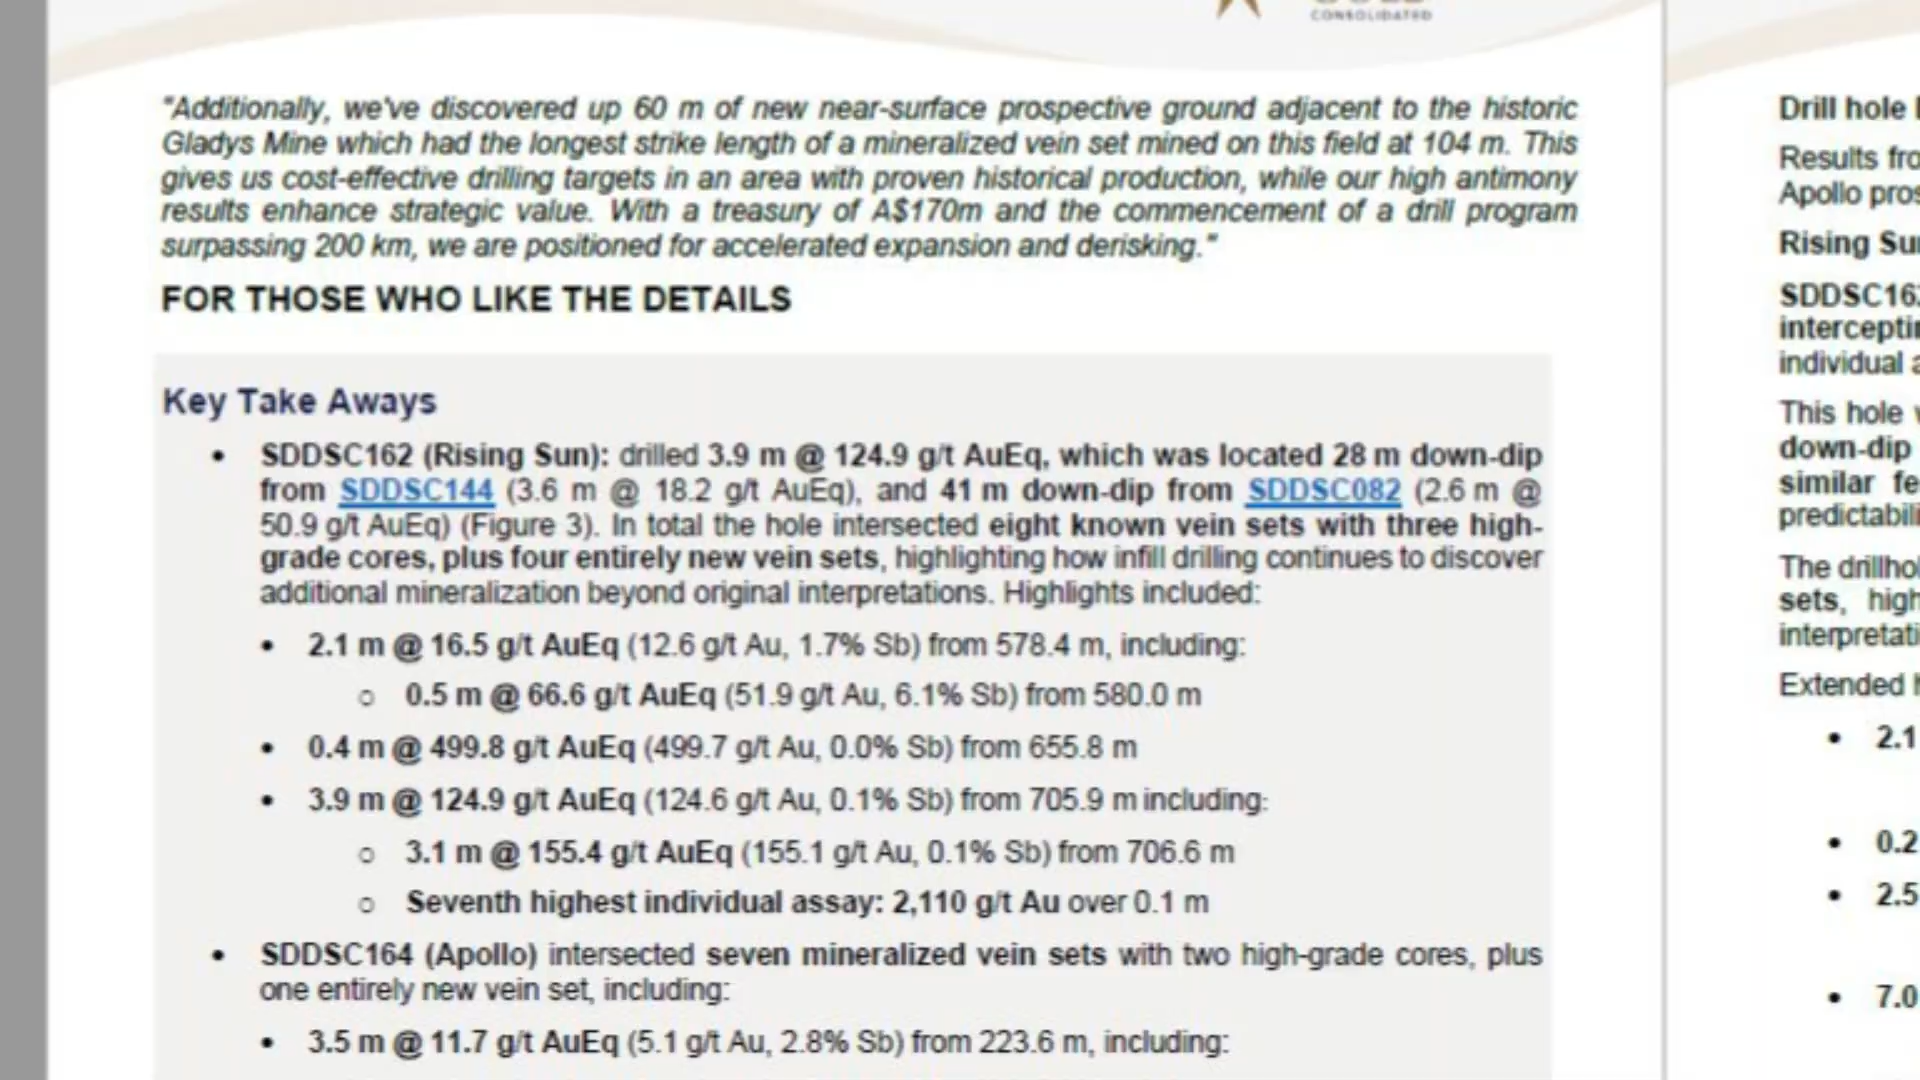 CONSOLIDATED
"Additionally, we've discovered up 60 m of new near-surface prospective ground adjacent to the historic
Gladys Mine which had the longest strike length of a mineralized vein set mined on this field at 104 m. This
gives us cost-effective drilling targets in an area with proven historical production, while our high antimony
results enhance strategic value. With a treasury of A$170m and the commencement of a drill program
surpassing 200 km, we are positioned for accelerated expansion and derisking."
FOR THOSE WHO LIKE THE DETAILS
Key Take Aways
• SDDSC162 (Rising Sun): drilled 3.9 m @ 124.9 g/t AuEq, which was located 28 m down-dip
from SDDSC144 (3.6 m @ 18.2 g/t AuEq), and 41 m down-dip from SDDSC082 (2.6 m @
50.9 g/t AuEq) (Figure 3). In total the hole intersected eight known vein sets with three high-
grade cores, plus four entirely new vein sets, highlighting how infill drilling continues to discover
additional mineralization beyond original interpretations. Highlights included:
• 2.1 m @ 16.5 g/t AuEq (12.6 g/t Au, 1.7% Sb) from 578.4 m, including:
○ 0.5 m @ 66.6 g/t AuEq (51.9 g/t Au, 6.1% Sb) from 580.0 m
• 0.4 m @ 499.8 g/t AuEq (499.7 g/t Au, 0.0% Sb) from 655.8 m
• 3.9 m @ 124.9 g/t AuEq (124.6 g/t Au, 0.1% Sb) from 705.9 m including:
○ 3.1 m @ 155.4 g/t AuEq (155.1 g/t Au, 0.1% Sb) from 706.6 m
○ Seventh highest individual assay: 2,110 g/t Au over 0.1 m
• SDDSC164 (Apollo) intersected seven mineralized vein sets with two high-grade cores, plus
one entirely new vein set, including:
• 3.5 m @ 11.7 g/t AuEq (5.1 g/t Au, 2.8% Sb) from 223.6 m, including:
Drill hole
Results fro
Apollo pros
Rising Su
SDDSC162
interceptin
individual a
This hole
down-dip
similar fe
predictabili
The drillhol
sets, high
interpretati
Extended h
• 2.1
• 0.2
• 2.5
• 7.0